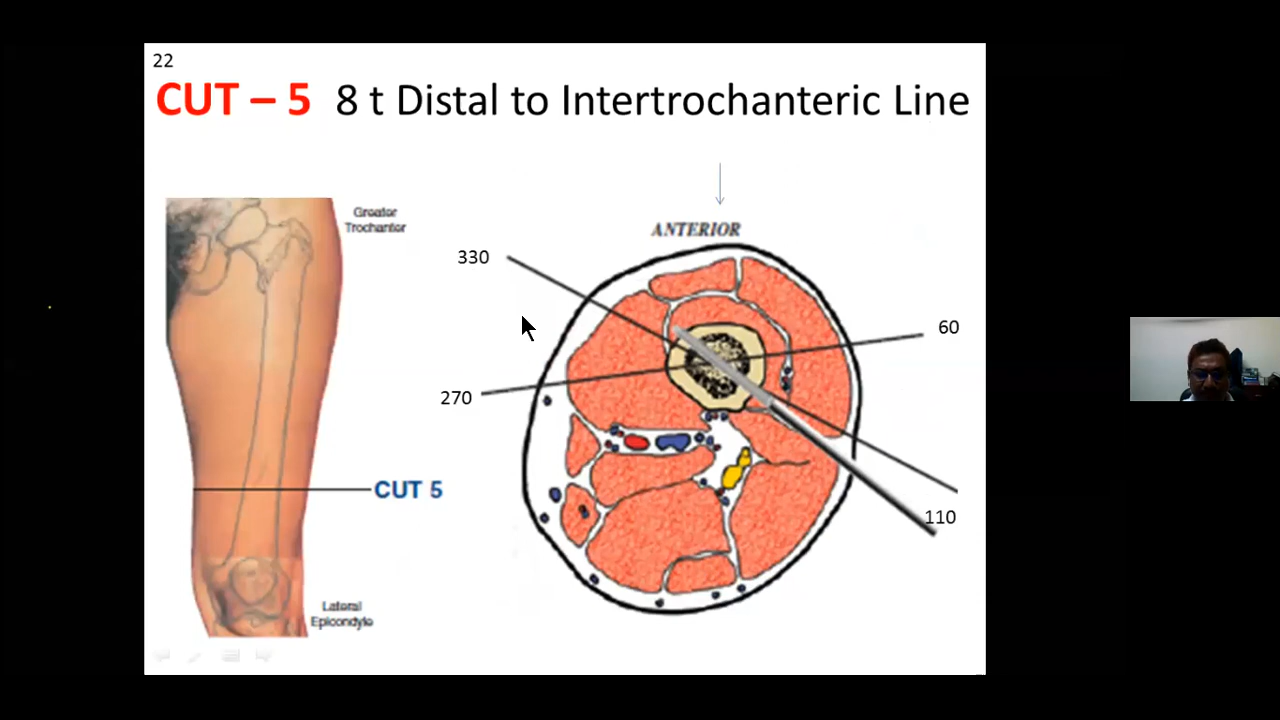 22
CUT – 5 8 t Distal to Intertrochanteric Line
Greater
Trochanter
ANTERIOR
330
60
270
CUT 5
110
Lateral
Epicondyle